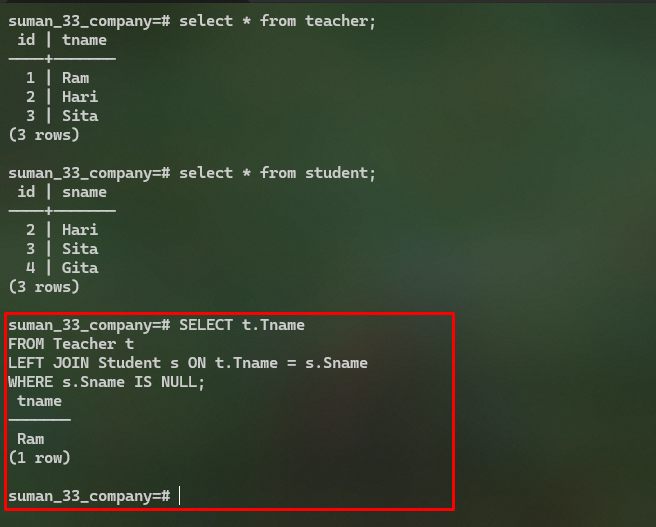 suman_33_company=# select * from teacher;
 id | tname
----+-------
  1 | Ram
  2 | Hari
  3 | Sita
(3 rows)

suman_33_company=# select * from student;
 id | sname
----+-------
  2 | Hari
  3 | Sita
  4 | Gita
(3 rows)

suman_33_company=# SELECT t.Tname
FROM Teacher t
LEFT JOIN Student s ON t.Tname = s.Sname
WHERE s.Sname IS NULL;
 tname
-------
 Ram
(1 row)

suman_33_company=#